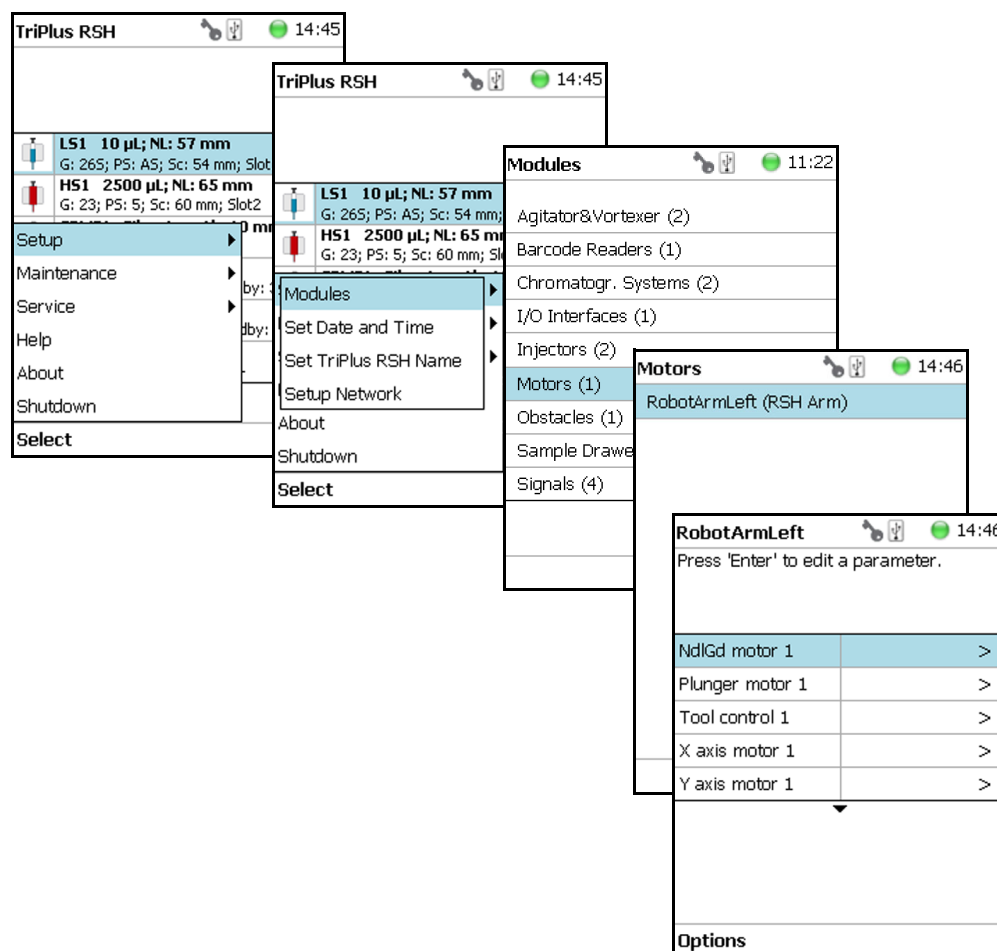 TriPlus RSH 14:45
LS1 10 µL; NL: 57 mm
G: 26S; PS: AS; Sc: 54 mm; Slot
HS1 2500 µL; NL: 65 mm
G: 23; PS: 5; Sc: 60 mm; Slot2
0 mm
Setup
Maintenance
by:
Service
dby:
Help
About
Shutdown
Select
TriPlus RSH 14:45
LS1 10 µL; NL: 57 mm
G: 26S; PS: AS; Sc: 54 mm;
HS1 2500 µL; NL: 65 m
G: 23; PS: 5; Sc: 60 mm; Sl
Modules
Set Date and Time
Set TriPlus RSH Name
Setup Network
About
Shutdown
Select
Modules 11:22
Agitator&Vortexer (2)
Barcode Readers (1)
Chromatogr. Systems (2)
I/O Interfaces (1)
Injectors (2)
Motors (1)
Obstacles (1)
Sample Drawe
Signals (4)
Motors 14:46
RobotArmLeft (RSH Arm)
RobotArmLeft 14:46
Press 'Enter' to edit a parameter.
NdlGd motor 1 >
Plunger motor 1 >
Tool control 1 >
X axis motor 1 >
Y axis motor 1 >
Options